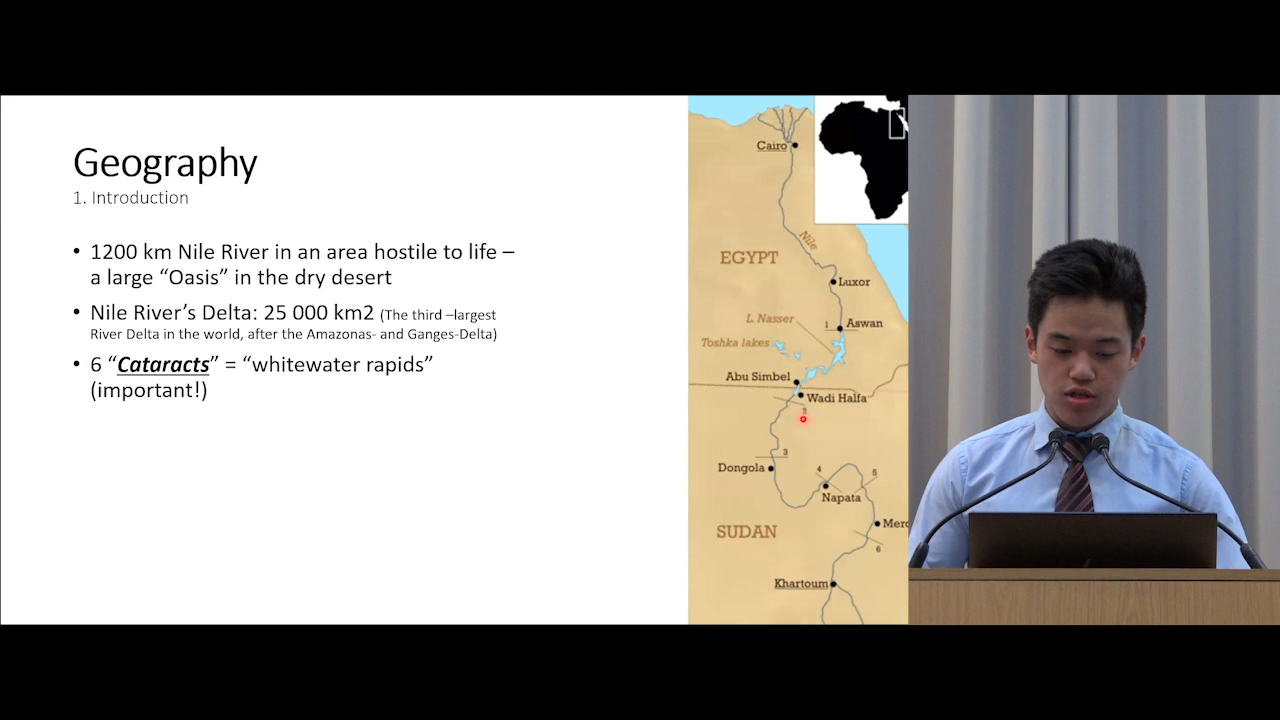 Geography
1. Introduction
• 1200 km Nile River in an area hostile to life –
a large “Oasis” in the dry desert
• Nile River’s Delta: 25 000 km2 (The third –largest
River Delta in the world, after the Amazonas- and Ganges-Delta)
• 6 “Cataracts” = “whitewater rapids”
(important!)
Cairo
Nile
EGYPT
Luxor
L. Nasser
1
Aswan
Toshka lakes
Abu Simbel
Wadi Halfa
2
3
Dongola
4
5
Napata
SUDAN
Mero
6
Khartoum